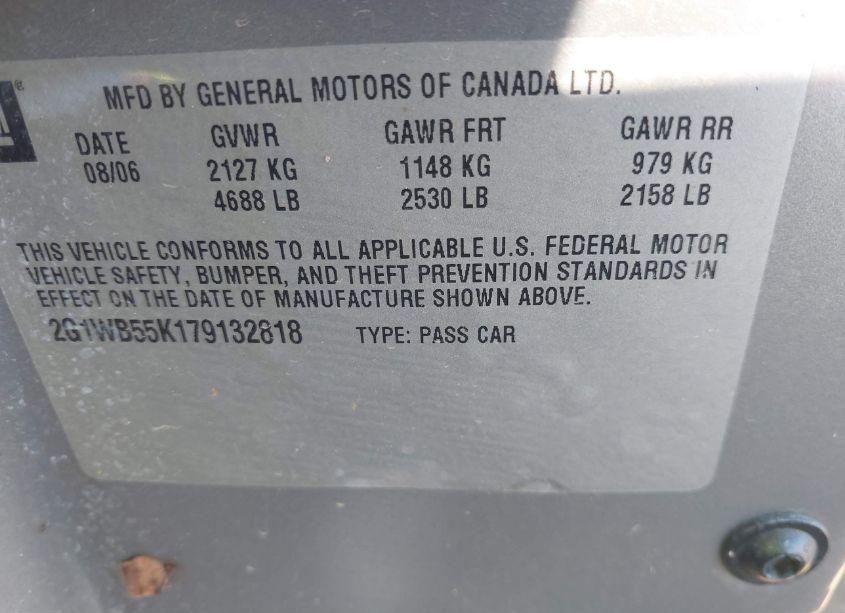 MFD BY GENERAL MOTORS OF CANADA LTD.
DATE GVWR GAWR FRT GAWR RR
08/06 2127 KG 1148 KG 979 KG
4688 LB 2530 LB 2158 LB
THIS VEHICLE CONFORMS TO ALL APPLICABLE U.S. FEDERAL MOTOR
VEHICLE SAFETY, BUMPER, AND THEFT PREVENTION STANDARDS IN
EFFECT ON THE DATE OF MANUFACTURE SHOWN ABOVE.
2G1WB55K179132818 TYPE: PASS CAR